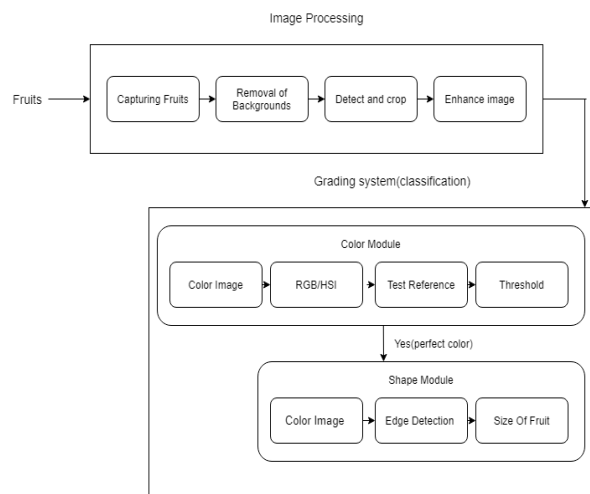 Image Processing
Fruits
Capturing Fruits
Removal of
Backgrounds
Detect and crop
Enhance image
Grading system(classification)
Color Module
Color Image
RGB/HSI
Test Reference
Threshold
Yes(perfect color)
Shape Module
Color Image
Edge Detection
Size Of Fruit